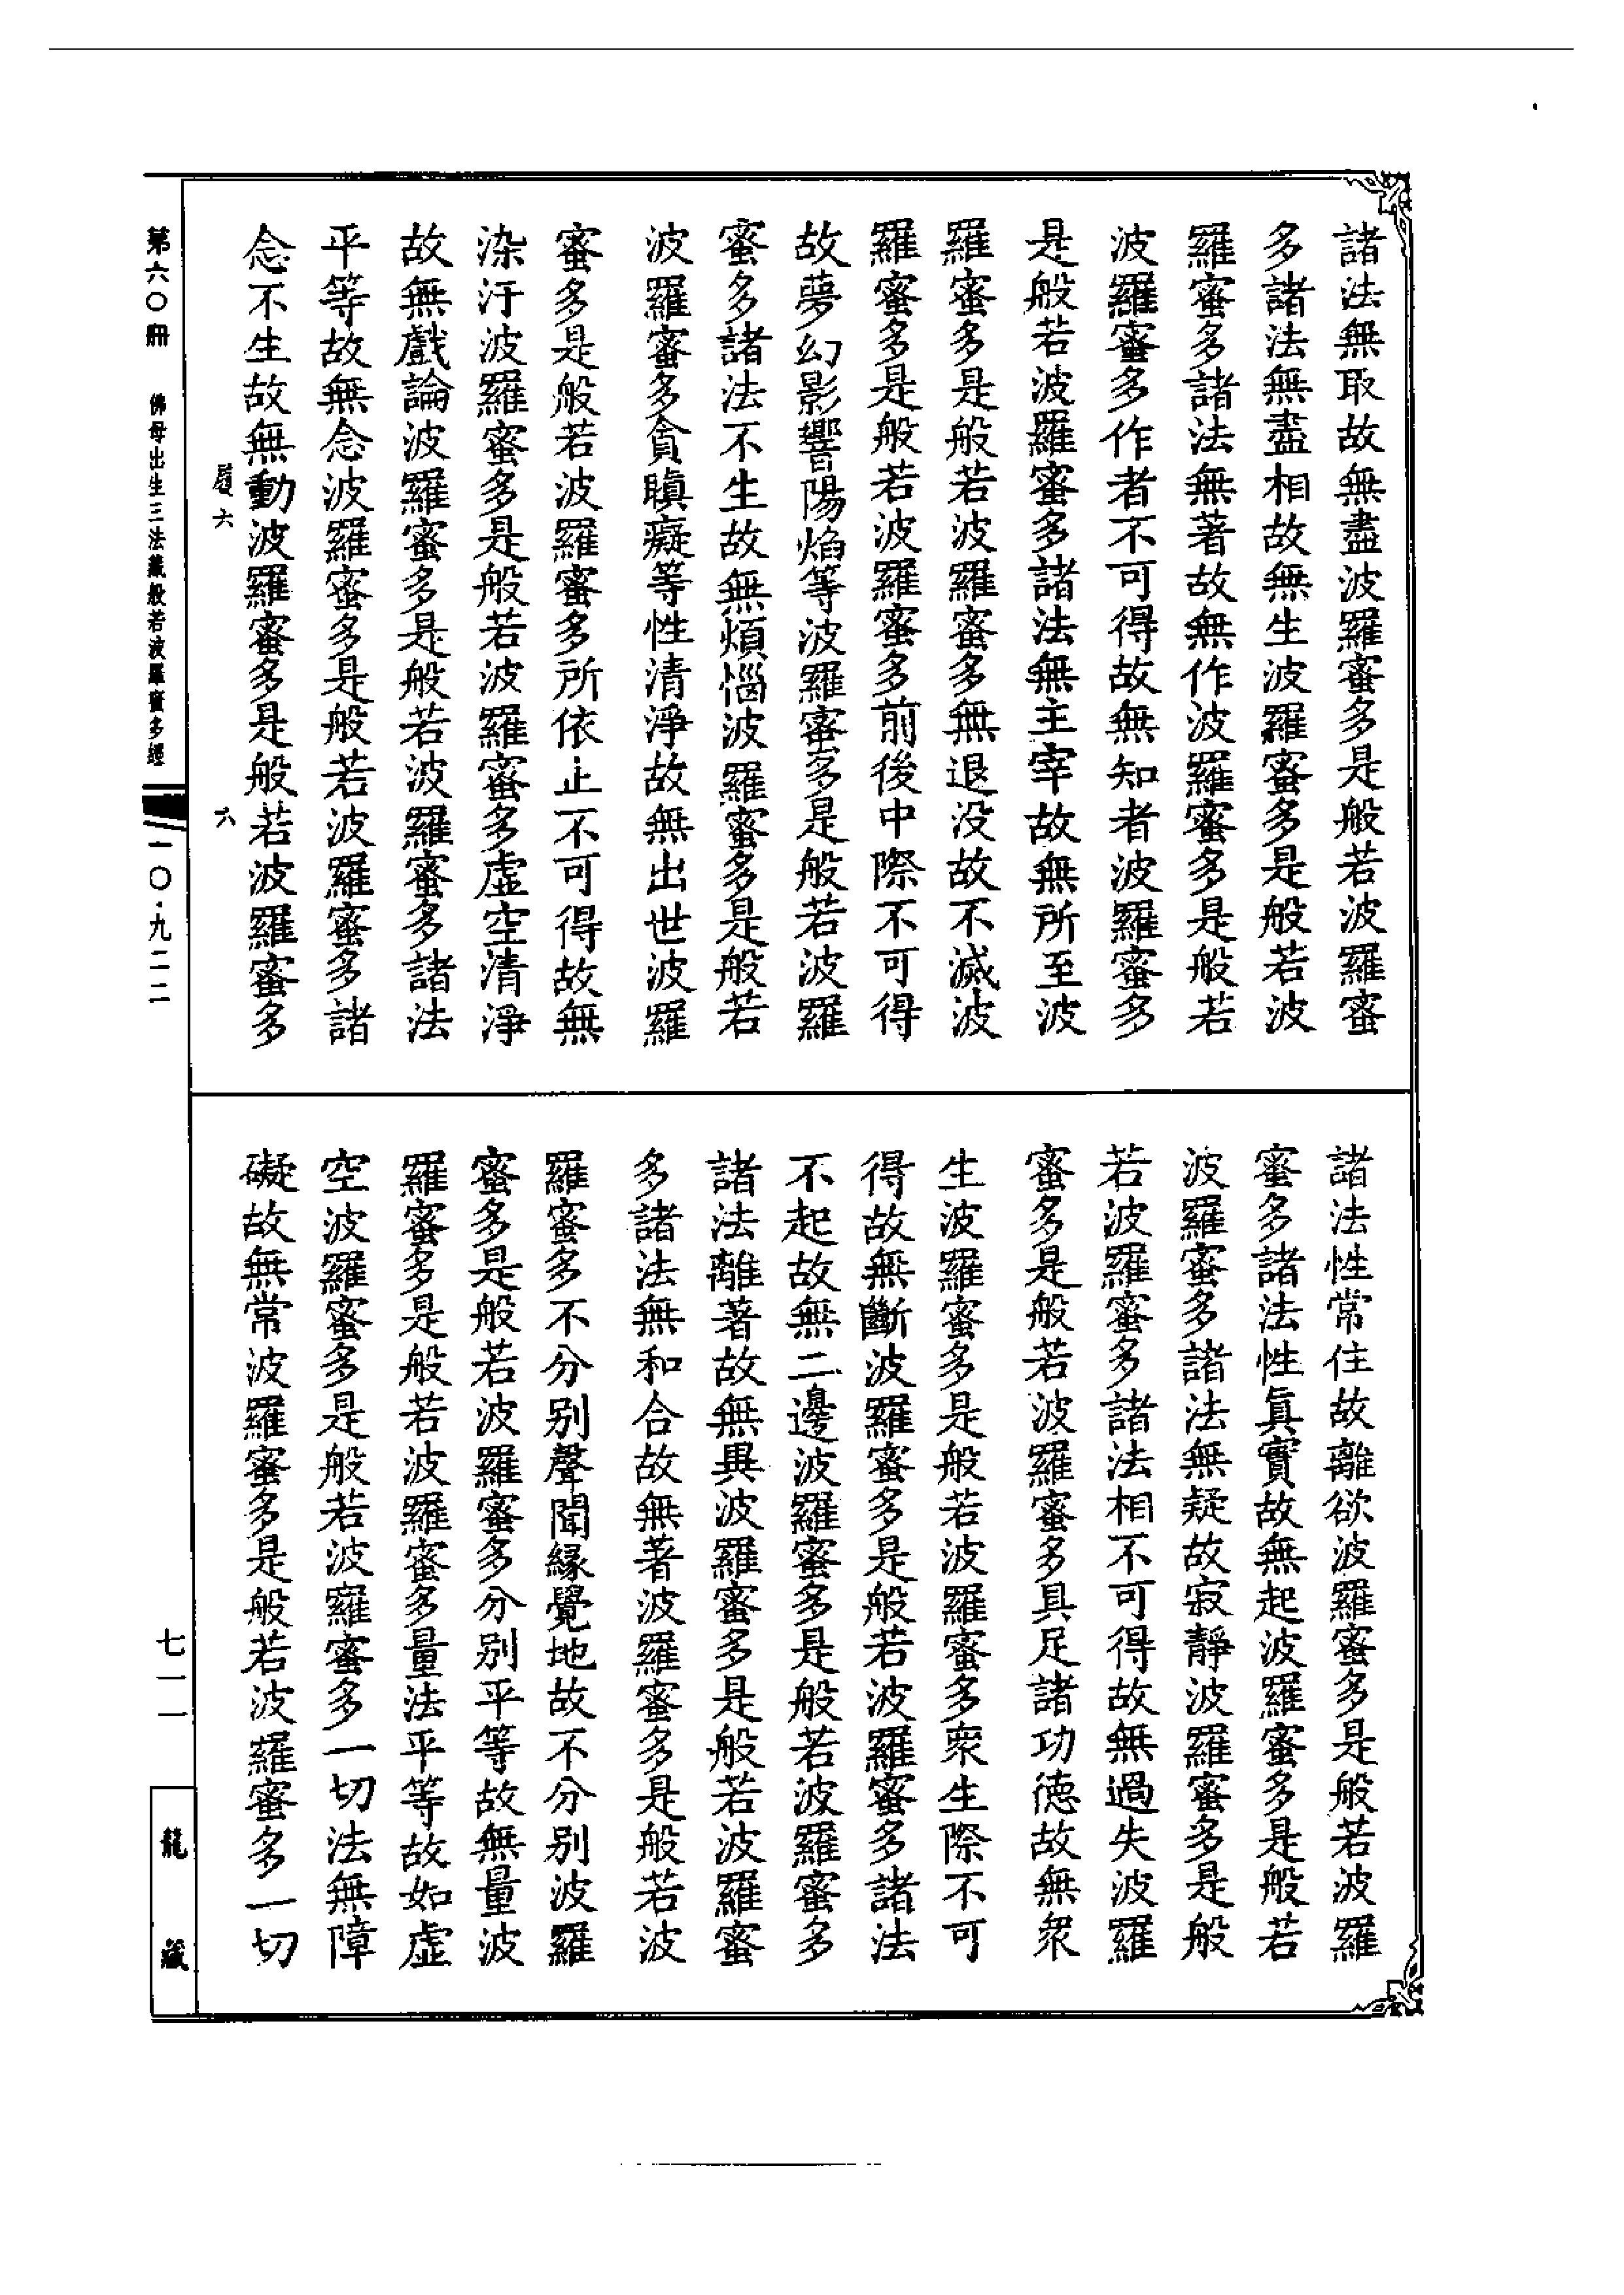 諸法無取故無盡波羅蜜多是般若波羅蜜
多諸法無盡相故無生波羅蜜多是般若波
羅蜜多諸法無著故無作波羅蜜多是般若
波羅蜜多作者不可得故無知者波羅蜜多
是般若波羅蜜多諸法無主宰故無所至波
羅蜜多是般若波羅蜜多無退没故不滅波
羅蜜多是般若波羅蜜多前後中際不可得
故夢幻影響陽焰等波羅蜜多是般若波羅
蜜多諸法不生故無煩惱波羅蜜多是般若
波羅蜜多貪瞋癡等性清淨故無出世波羅
蜜多是般若波羅蜜多所依止不可得故無
染汙波羅蜜多是般若波羅蜜多虛空清淨
故無戲論波羅蜜多是般若波羅蜜多諸法
平等故無念波羅蜜多是般若波羅蜜多諸
念不生故無動波羅蜜多是般若波羅蜜多
諸法性常住故離欲波羅蜜多是般若波羅
蜜多諸法性真實故無起波羅蜜多是般若
波羅蜜多諸法無疑故寂靜波羅蜜多是般
若波羅蜜多諸法相不可得故無過失波羅
蜜多是般若波羅蜜多具足諸功德故無衆
生波羅蜜多是般若波羅蜜多衆生際不可
得故無斷波羅蜜多是般若波羅蜜多諸法
不起故無二邊波羅蜜多是般若波羅蜜多
諸法離著故無異波羅蜜多是般若波羅蜜
多諸法無和合故無著波羅蜜多是般若波
羅蜜多不分別聲聞緣覺地故不分別波羅
蜜多是般若波羅蜜多分別平等故無量波
羅蜜多是般若波羅蜜多量法平等故如虛
空波羅蜜多是般若波羅蜜多一切法無障
礙故無常波羅蜜多是般若波羅蜜多一切
履六 六
第六〇冊 佛母出生三法藏般若波羅蜜多經 一〇·九二二
七一一
龍藏